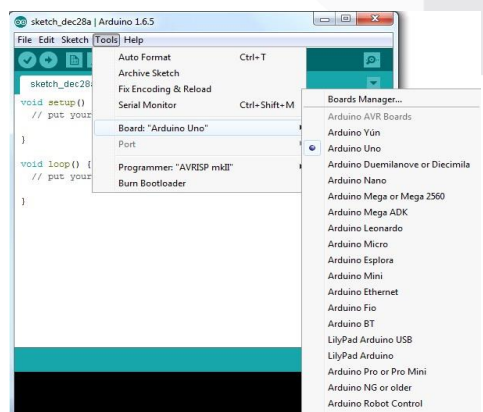 sketch_dec28a | Arduino 1.6.5
File Edit Sketch Tools Help
sketch_dec28a
void setup()
// put your
}
void loop() {
// put your
}
Auto Format Ctrl+T
Archive Sketch
Fix Encoding & Reload
Serial Monitor Ctrl+Shift+M
Board: "Arduino Uno"
Port
Programmer: "AVRISP mkII"
Burn Bootloader
Boards Manager...
Arduino AVR Boards
Arduino Yún
Arduino Uno
Arduino Duemilanove or Diecimila
Arduino Nano
Arduino Mega or Mega 2560
Arduino Mega ADK
Arduino Leonardo
Arduino Micro
Arduino Esplora
Arduino Mini
Arduino Ethernet
Arduino Fio
Arduino BT
LilyPad Arduino USB
LilyPad Arduino
Arduino Pro or Pro Mini
Arduino NG or older
Arduino Robot Control